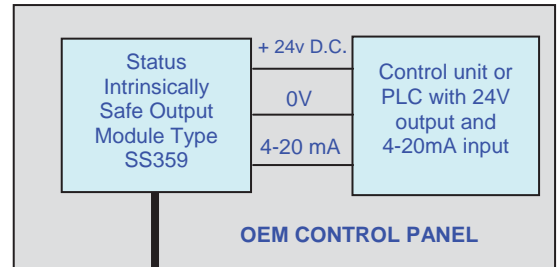 Status
Intrinsically
Safe Output
Module Type
SS359
+ 24v D.C.
0V
4-20 mA
Control unit or
PLC with 24V
output and
4-20mA input
OEM CONTROL PANEL